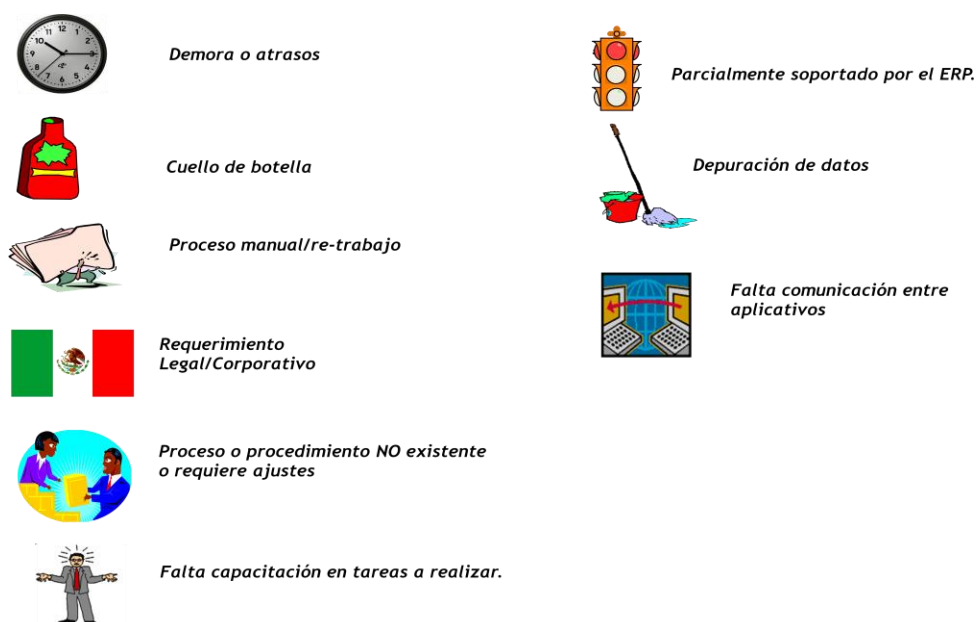 Demora o atrasos
Cuello de botella
Proceso manual/re-trabajo
Requerimiento
Legal/Corporativo
Proceso o procedimiento NO existente
o requiere ajustes
Falta capacitación en tareas a realizar.
Parcialmente soportado por el ERP.
Depuración de datos
Falta comunicación entre
aplicativos